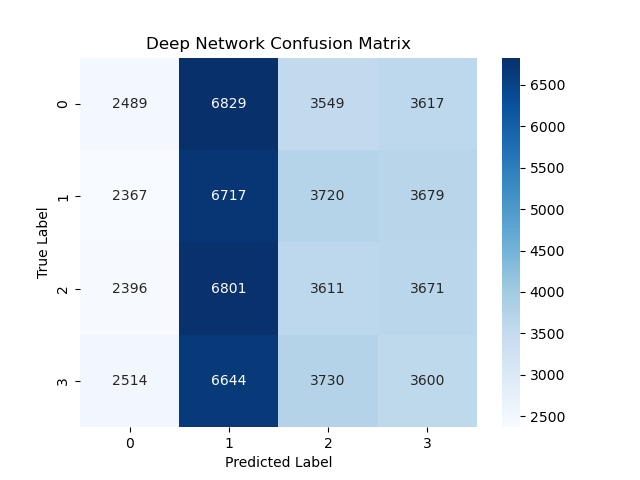 Deep Network Confusion Matrix
True Label
0 2489 6829 3549 3617
1 2367 6717 3720 3679
2 2396 6801 3611 3671
3 2514 6644 3730 3600
0 1 2 3
Predicted Label
6500
6000
5500
5000
4500
4000
3500
3000
2500